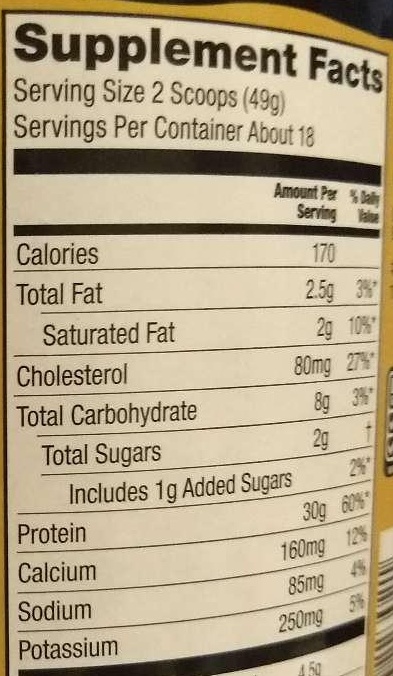 Supplement Facts
Serving Size 2 Scoops (49g)
Servings Per Container About 18
Amount Per Serving % Daily Value
Calories 170
Total Fat 2.5g 3%*
Saturated Fat 2g 10%*
Cholesterol 80mg 27%*
Total Carbohydrate 8g 3%*
Total Sugars 2g †
Includes 1g Added Sugars 2%*
Protein 30g 60%*
Calcium 160mg 12%
Sodium 85mg 4%
Potassium 250mg 5%
4.5g